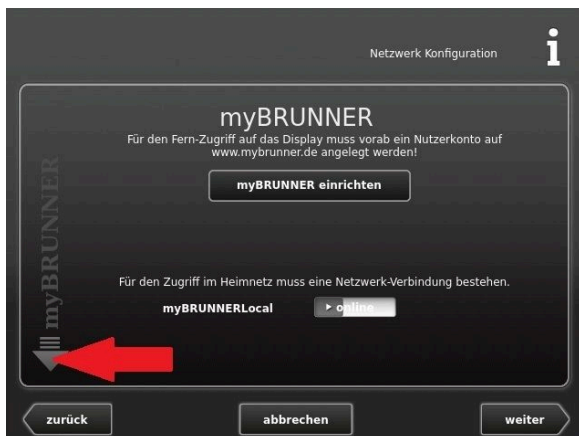 Netzwerk Konfiguration
i
myBRUNNER
Für den Fern-Zugriff auf das Display muss vorab ein Nutzerkonto auf
www.mybrunner.de angelegt werden!
myBRUNNER einrichten
myBRUNNER
Für den Zugriff im Heimnetz muss eine Netzwerk-Verbindung bestehen.
myBRUNNERLocal
online
zurück
abbrechen
weiter